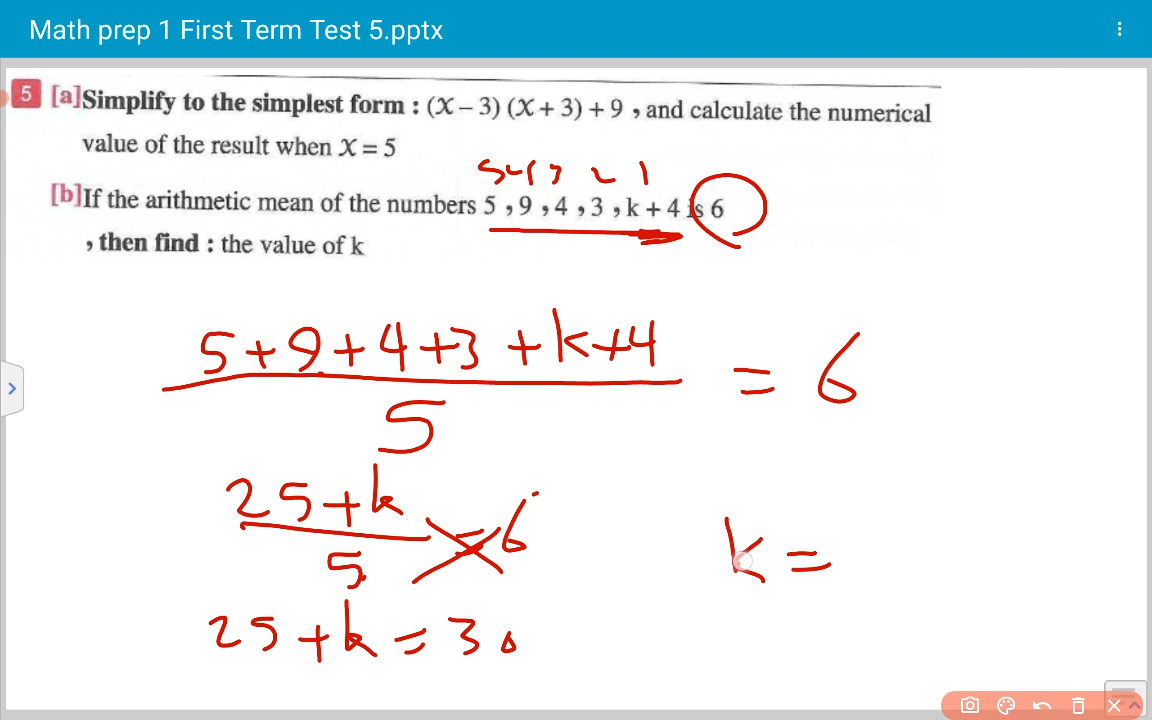 Math prep 1 First Term Test 5.pptx
5 [a] Simplify to the simplest form : (X – 3) (X + 3) + 9 , and calculate the numerical
value of the result when X = 5
[b] If the arithmetic mean of the numbers 5 , 9 , 4 , 3 , k + 4 is 6
, then find : the value of k
5+9+4+3+k+4
= 6
5
25+k
= 6
5
k =
25+k=30